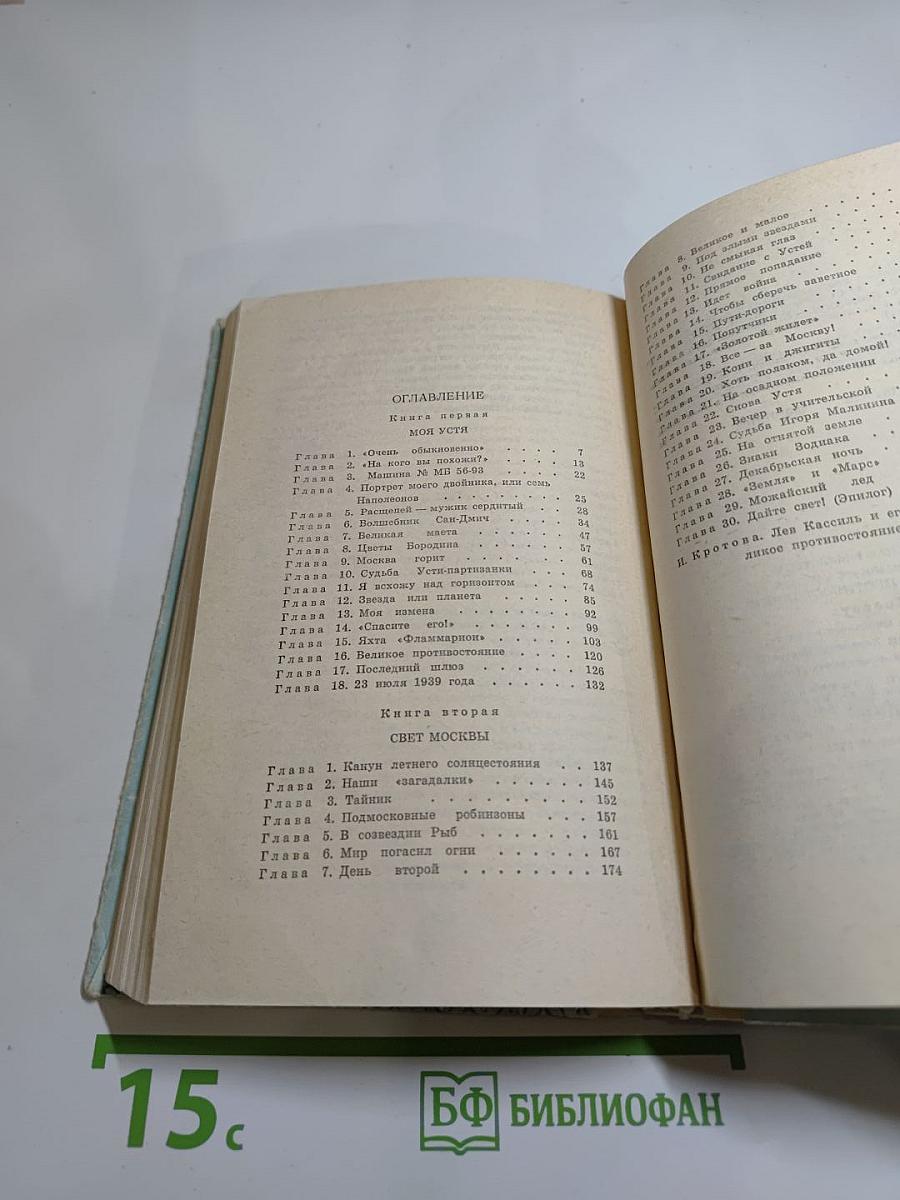 ОГЛАВЛЕНИЕ
Книга первая
МОЯ УСТЯ
Глава 1. «Очень обыкновенно» . . . . 7
Глава 2. «На кого вы похожи?» . . . . 13
Глава 3. Машина № МВ 56-93 . . . . 22
Глава 4. Портрет моего двойника, или семь
Наполеонов . . . . . . . . 25
Глава 5. Расщепей — мужик сердитый . . 28
Глава 6. Волшебник Сан-Дмич . . . . 34
Глава 7. Великая маета . . . . . . 47
Глава 8. Цветы Бородина . . . . . . 57
Глава 9. Москва горит . . . . . . . 61
Глава 10. Судьба Усти-партизанки . . . 68
Глава 11. Я всхожу над горизонтом . . . 74
Глава 12. Звезда или планета . . . . . 85
Глава 13. Моя измена . . . . . . . . 92
Глава 14. «Спасите его!» . . . . . . . 99
Глава 15. Яхта «Фламмарион» . . . . . 103
Глава 16. Великое противостояние . . . . 120
Глава 17. Последний шлюз . . . . . . 126
Глава 18. 23 июля 1939 года . . . . . . 132
Книга вторая
СВЕТ МОСКВЫ
Глава 1. Канун летнего солнцестояния . . 137
Глава 2. Наши «загадалки» . . . . . . 145
Глава 3. Тайник . . . . . . . . . 152
Глава 4. Подмосковные робинзоны . . . 157
Глава 5. В созвездии Рыб . . . . . . . 161
Глава 6. Мир погасил огни . . . . . . 167
Глава 7. День второй . . . . . . . . 174
Глава 8. Великое и малое
Глава 9. Под злыми звездами
Глава 10. Не смыкая глаз
Глава 11. Свидание с Устей
Глава 12. Прямое попадание
Глава 13. Идет война
Глава 14. Чтобы сберечь заветное
Глава 15. Пути-дороги
Глава 16. Попутчики
Глава 17. «Золотой жилет»
Глава 18. Все — за Москву!
Глава 19. Кони и джигиты
Глава 20. Хоть ползком, да домой!
Глава 21. На осадном положении
Глава 22. Снова Устя
Глава 23. Вечер в учительской
Глава 24. Судьба Игоря Малинина
Глава 25. На отнятой земле
Глава 26. Знаки Зодиака
Глава 27. Декабрьская ночь
Глава 28. «Земля» и «Марс»
Глава 29. Можайский лед
Глава 30. Дайте свет! (Эпилог)
И. Кротова. Лев Кассиль и ег
ликое противостояние
15 с
БФ БИБЛИОФАН